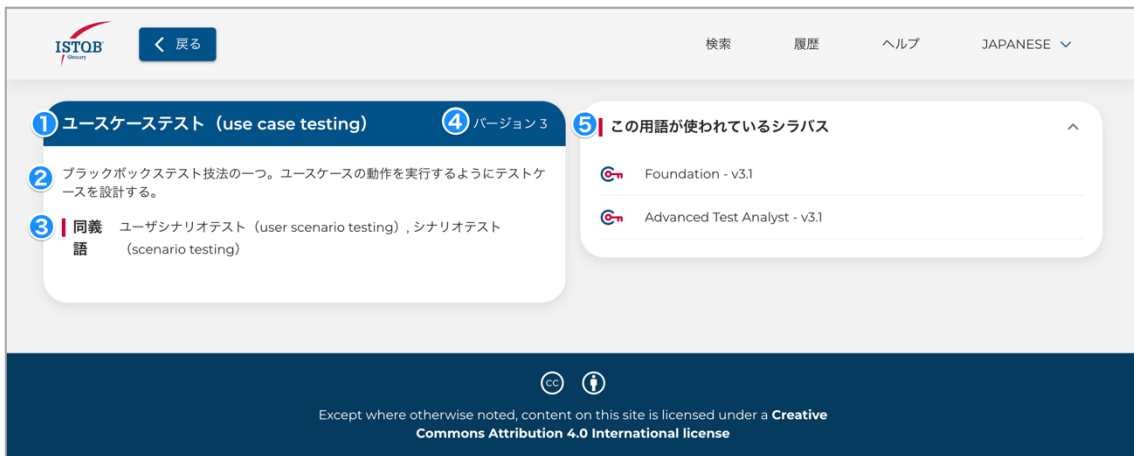 ISTQB
Glossary
戻る
検索
履歴
ヘルプ
JAPANESE
1 ユースケーステスト（use case testing）
4 バージョン 3
2 ブラックボックステスト技法の一つ。ユースケースの動作を実行するようにテストケ
ースを設計する。
3 同義
語
ユーザシナリオテスト（user scenario testing）, シナリオテスト
（scenario testing）
5 この用語が使われているシラバス
Foundation - v3.1
Advanced Test Analyst - v3.1
cc
Except where otherwise noted, content on this site is licensed under a Creative
Commons Attribution 4.0 International license